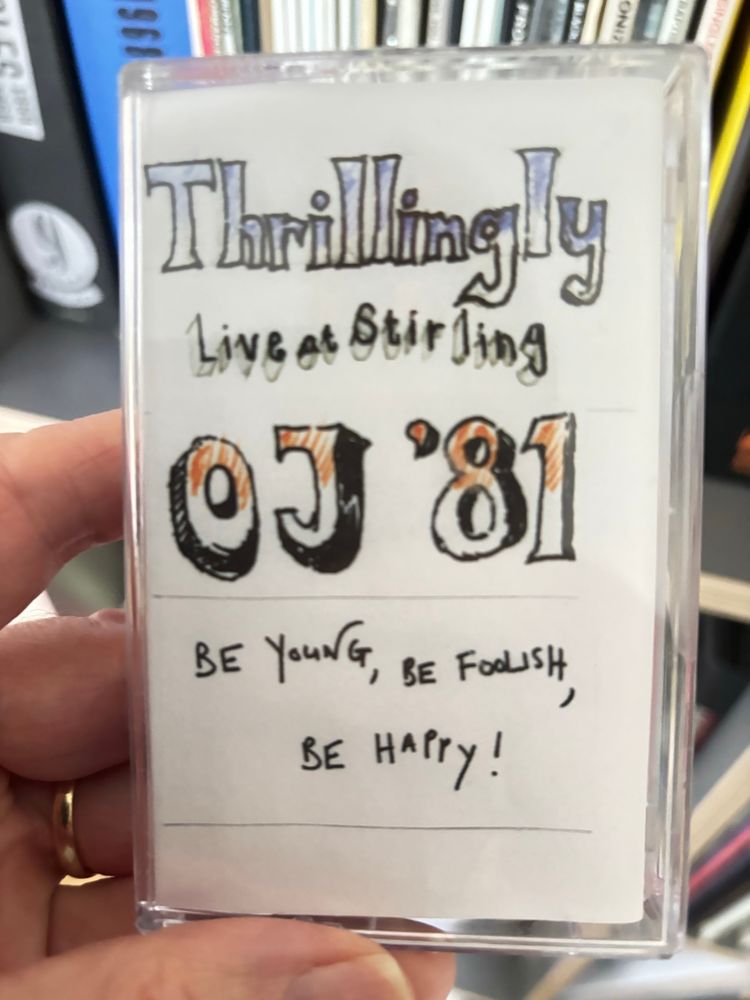 Thrillingly
Live at Stirling
OJ '81
BE YOUNG, BE FOOLISH,
BE HAPPY!